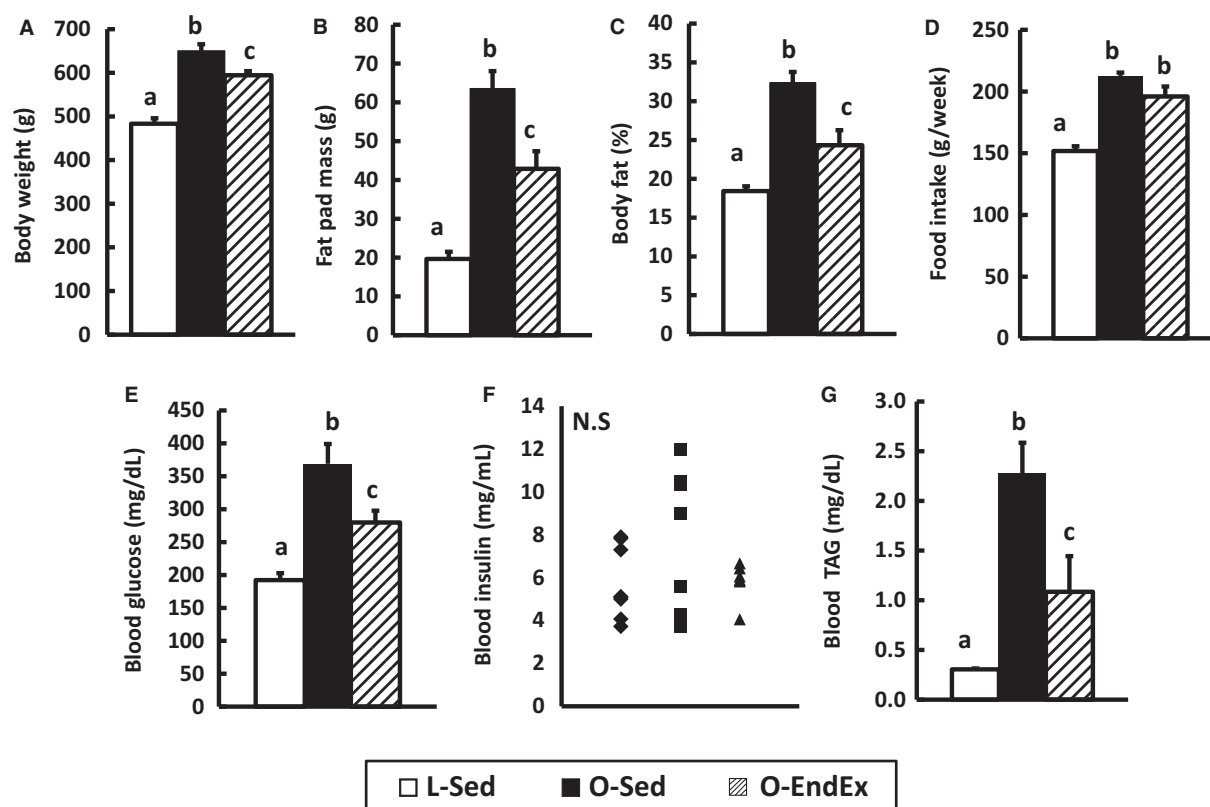 A
Body weight (g)
700
600
500
400
300
200
100
0
a
b
c
B
Fat pad mass (g)
80
70
60
50
40
30
20
10
0
a
b
c
C
Body fat (%)
40
35
30
25
20
15
10
5
0
a
b
c
D
Food intake (g/week)
250
200
150
100
50
0
a
b
b
E
Blood glucose (mg/dL)
450
400
350
300
250
200
150
100
50
0
a
b
c
F
Blood insulin (mg/mL)
14
12
10
8
6
4
2
0
N.S
G
Blood TAG (mg/dL)
3.0
2.5
2.0
1.5
1.0
0.5
0.0
a
b
c
L-Sed O-Sed O-EndEx